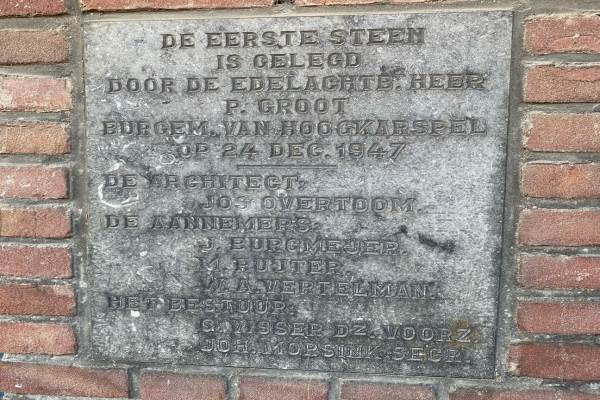 DE EERSTE STEEN
IS GELEGD
DOOR DE EDELACHTB. HEER
P. GROOT
BURGEM. VAN HOOGKARSPEL
OP 24 DEC. 1947
DE ARCHITECT:
JOS OVERTOOM.
DE AANNEMERS:
J. BURGMEIJER.
M. RUITER.
W.A. VERTELMAN.
HET BESTUUR:
G. VISSER DZ. VOORZ.
JOH. MOPSINK. SECR.